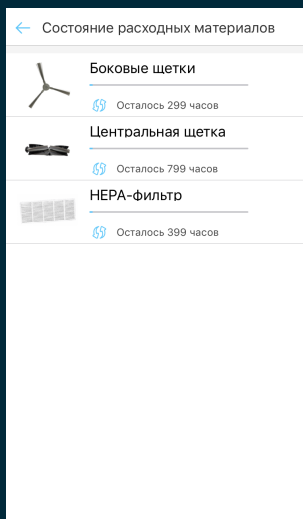 Состояние расходных материалов
Боковые щетки
Осталось 299 часов
Центральная щетка
Осталось 799 часов
HEPA-фильтр
Осталось 399 часов